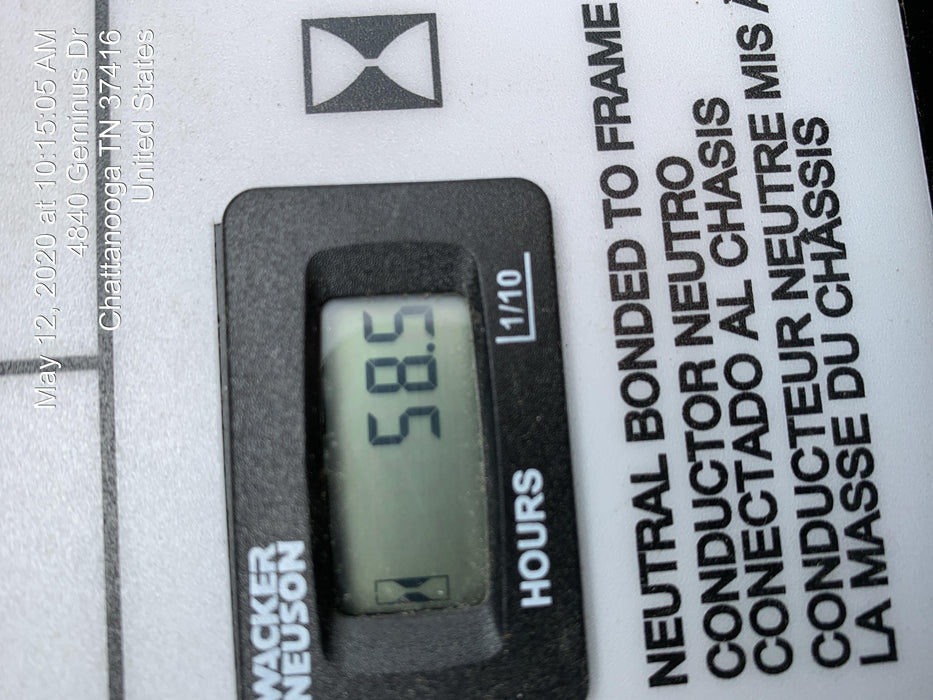 May 12, 2020 at 10:15:05 AM
4840 Geminus Dr
Chattanooga TN 37416
United States
WACKER
NEUSON
58.5
HOURS
1/10
NEUTRAL BONDED TO FRAME
CONDUCTOR NEUTRO
CONECTADO AL CHASIS
CONDUCTEUR NEUTRE MIS À
LA MASSE DU CHÂSSIS